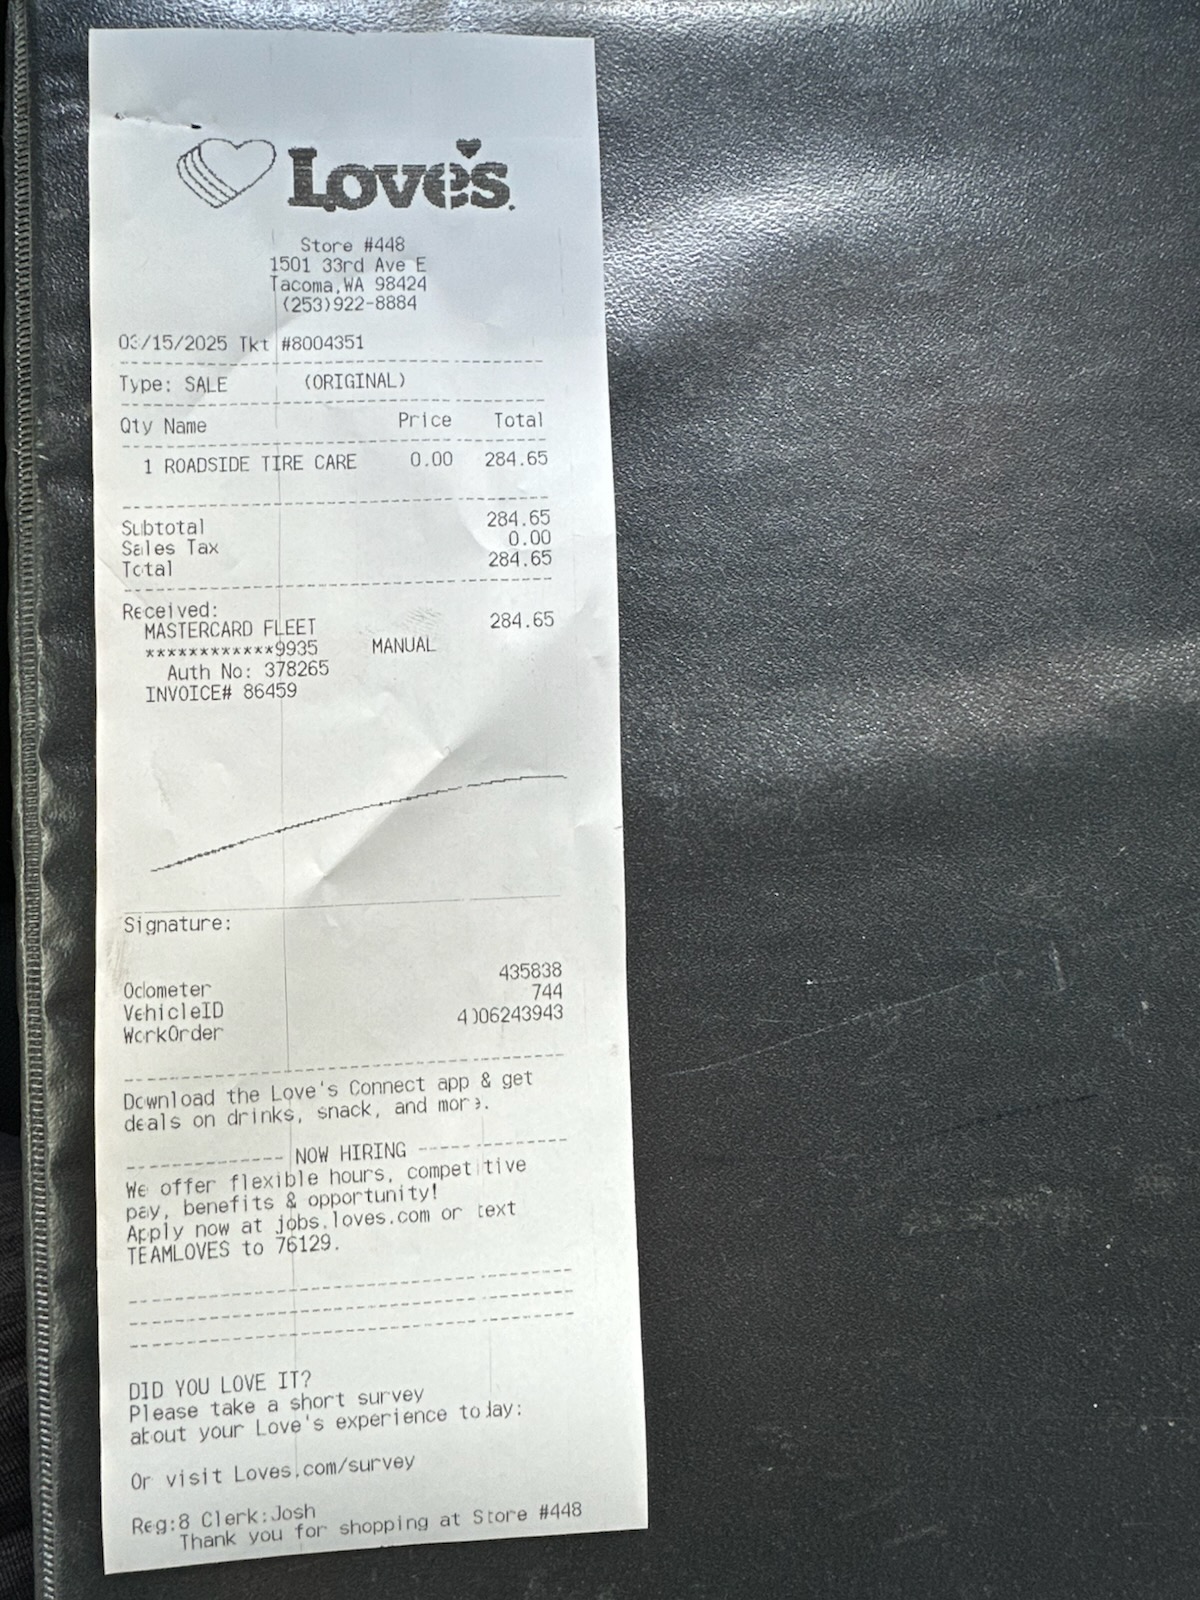 Love's
Store #448
1501 33rd Ave E
Tacoma,WA 98424
(253)922-8884
03/15/2025 Tkt #8004351
Type: SALE (ORIGINAL)
Qty Name Price Total
1 ROADSIDE TIRE CARE 0.00 284.65
Subtotal 284.65
Sales Tax 0.00
Total 284.65
Received:
MASTERCARD FLEET 284.65
************9935 MANUAL
Auth No: 378265
INVOICE# 86459
Signature:
Odometer 435838
VehicleID 744
WorkOrder
Download the Love's Connect app & get
deals on drinks, snack, and more.
NOW HIRING
We offer flexible hours, competitive
pay, benefits & opportunity!
Apply now at jobs.loves.com or text
TEAMLOVES to 76129.
DID YOU LOVE IT?
Please take a short survey
about your Love's experience today:
Or visit Loves.com/survey
Reg:8 Clerk:Josh
Thank you for shopping at Store #448